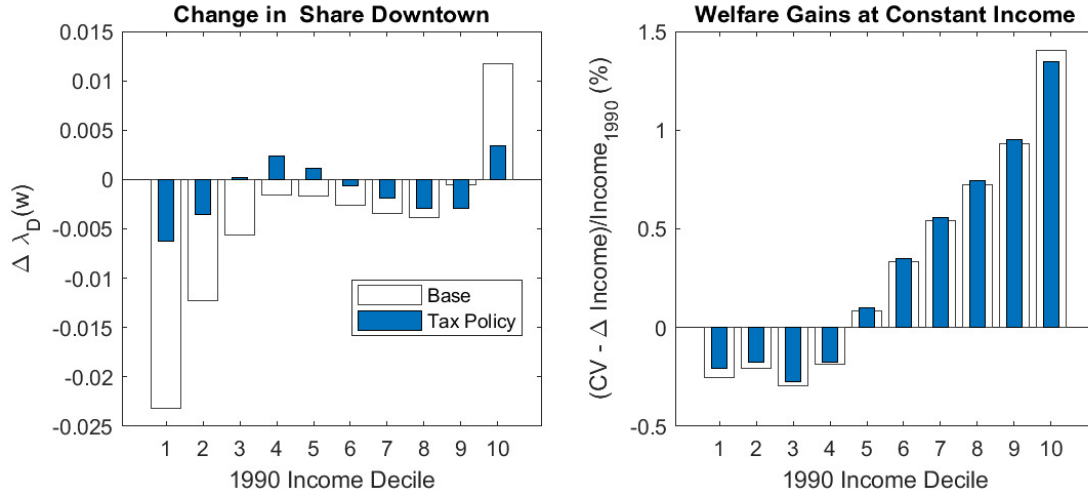 Change in  Share Downtown
0.015
0.01
0.005
0
-0.005
-0.01
-0.015
-0.02
-0.025
Δ λ_D(w)
1 2 3 4 5 6 7 8 9 10
1990 Income Decile
Base
Tax Policy
Welfare Gains at Constant Income
1.5
1
0.5
0
-0.5
(CV - Δ Income)/Income_1990 (%)
1 2 3 4 5 6 7 8 9 10
1990 Income Decile